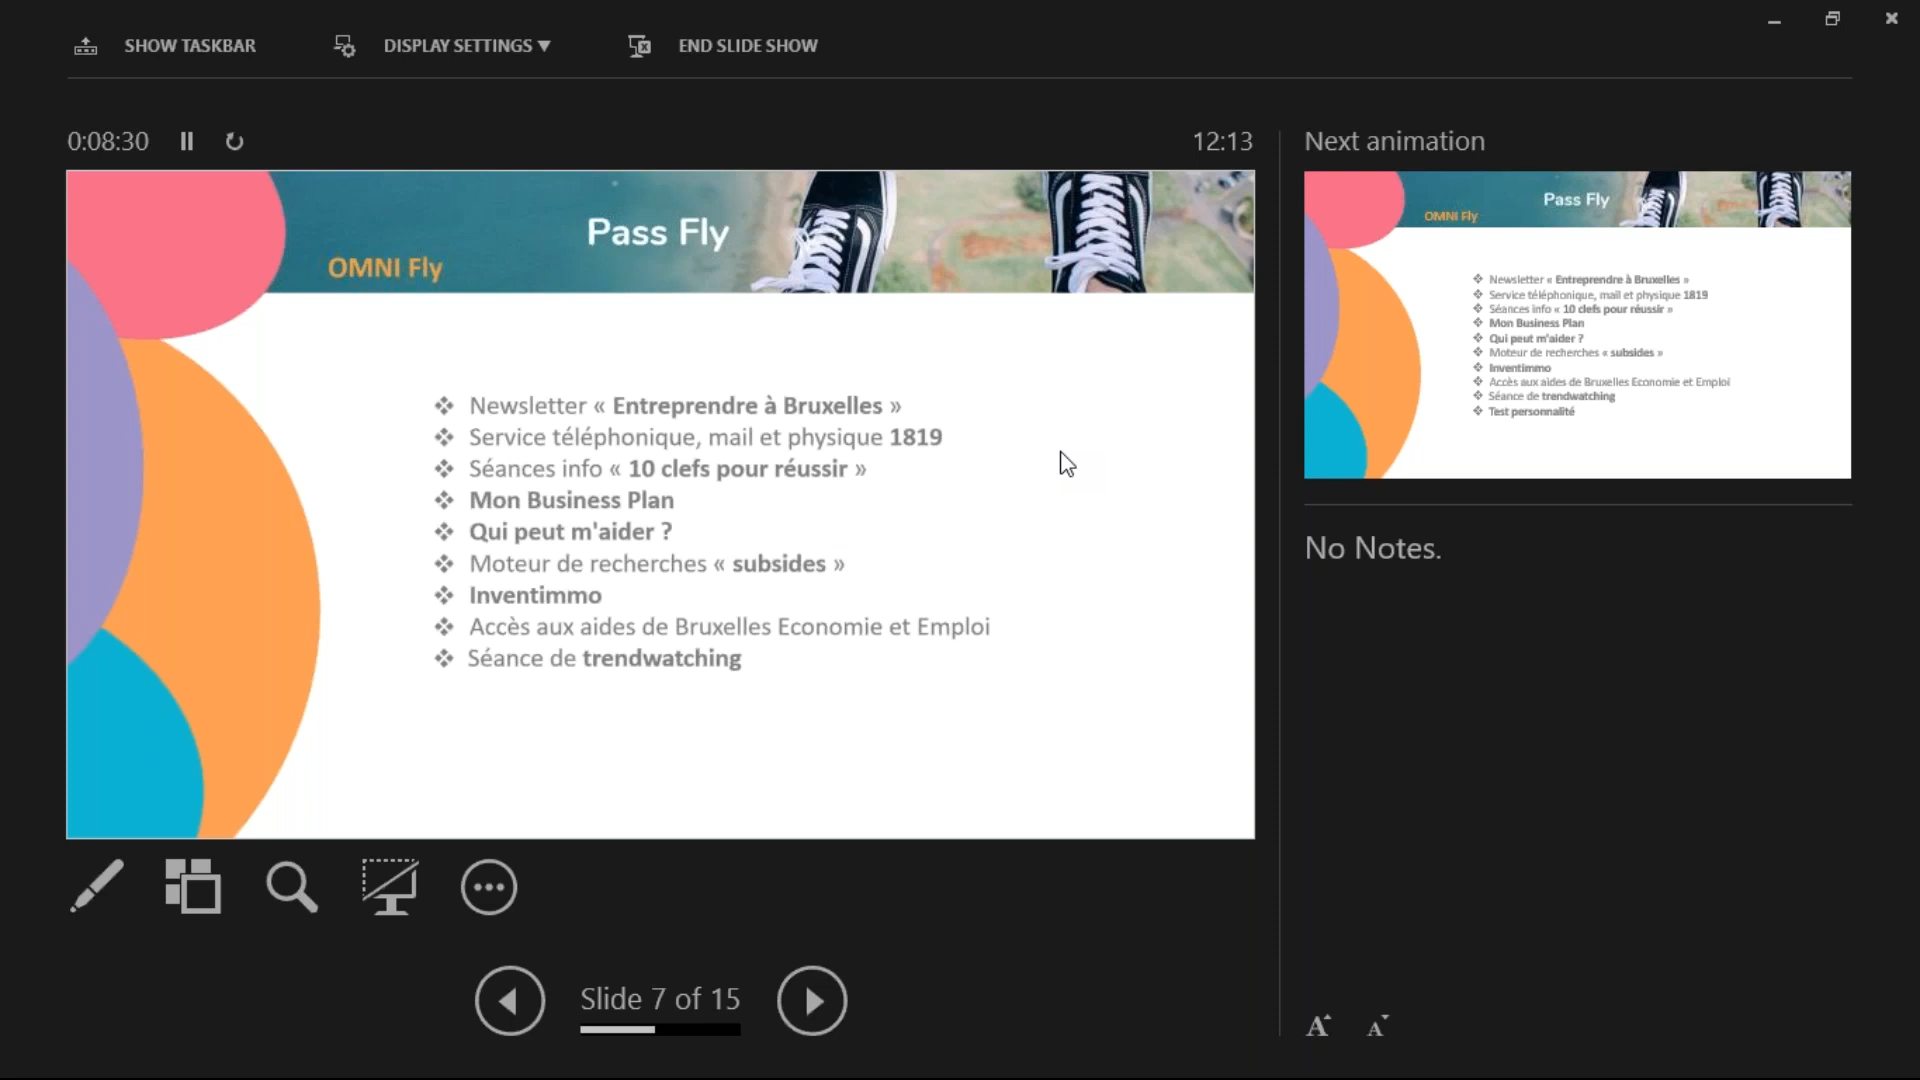 SHOW TASKBAR
DISPLAY SETTINGS ▼
END SLIDE SHOW
0:08:30
12:13
Pass Fly
OMNI Fly
❖ Newsletter « Entreprendre à Bruxelles »
❖ Service téléphonique, mail et physique 1819
❖ Séances info « 10 clefs pour réussir »
❖ Mon Business Plan
❖ Qui peut m'aider ?
❖ Moteur de recherches « subsides »
❖ Inventimmo
❖ Accès aux aides de Bruxelles Economie et Emploi
❖ Séance de trendwatching
Slide 7 of 15
Next animation
Pass Fly
OMNI Fly
❖ Newsletter « Entreprendre à Bruxelles »
❖ Service téléphonique, mail et physique 1819
❖ Séances info « 10 clefs pour réussir »
❖ Mon Business Plan
❖ Qui peut m'aider ?
❖ Moteur de recherches « subsides »
❖ Inventimmo
❖ Accès aux aides de Bruxelles Economie et Emploi
❖ Séance de trendwatching
❖ Test personnalité
No Notes.
A A